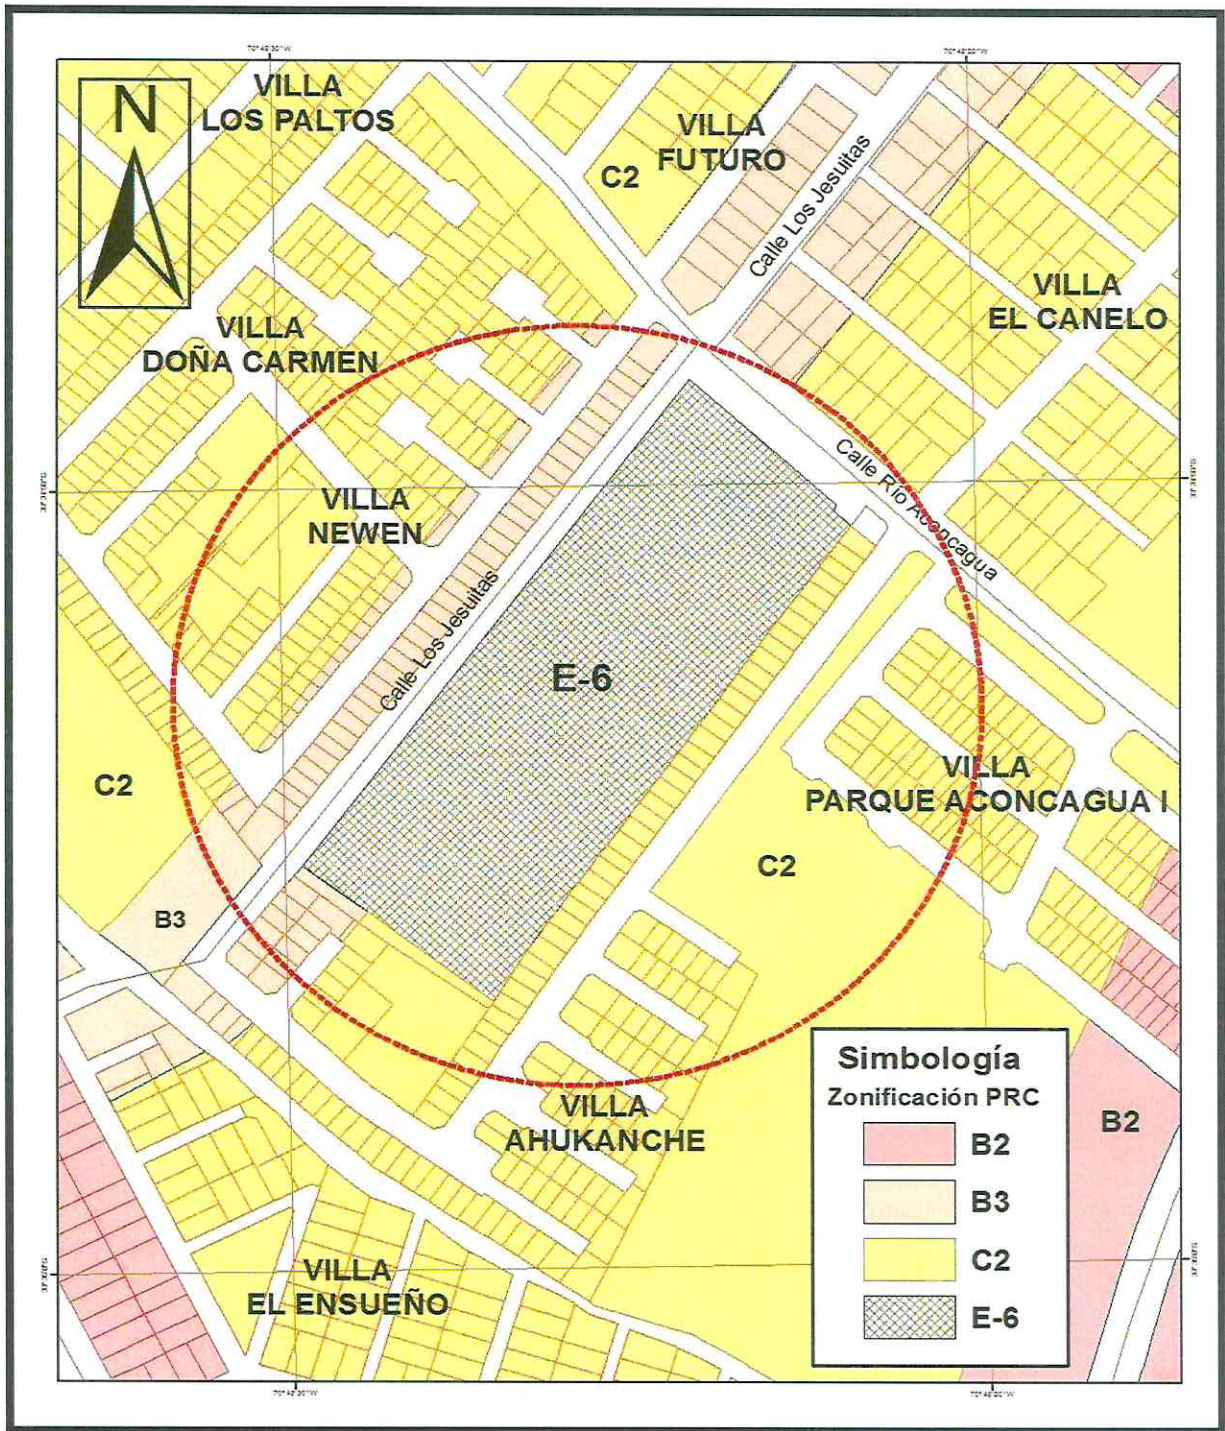 N
VILLA
LOS PALTOS
VILLA
FUTURO
C2
Calle Los Jesuitas
VILLA
EL CANELO
VILLA
DOÑA CARMEN
Calle Río Aconcagua
VILLA
NEWEN
Calle Los Jesuitas
E-6
C2
VILLA
PARQUE ACONCAGUA I
C2
B3
VILLA
AHUKANCHE
B2
VILLA
EL ENSUEÑO
Simbología
Zonificación PRC
B2
B3
C2
E-6